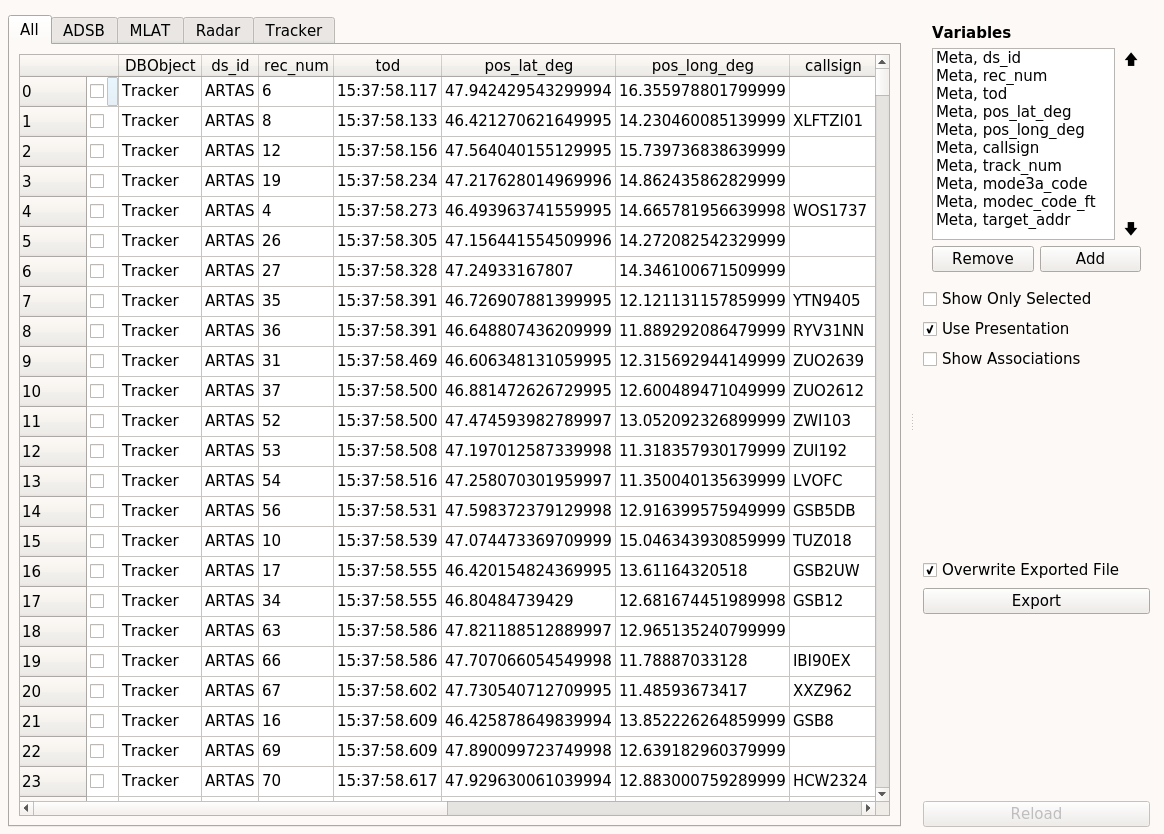 All ADSB MLAT Radar Tracker
DBObject ds_id rec_num tod pos_lat_deg pos_long_deg callsign
0 Tracker ARTAS 6 15:37:58.117 47.942429543299994 16.355978801799999
1 Tracker ARTAS 8 15:37:58.133 46.421270621649995 14.230460085139999 XLFTZI01
2 Tracker ARTAS 12 15:37:58.156 47.564040155129995 15.739736838639999
3 Tracker ARTAS 19 15:37:58.234 47.217628014969996 14.862435862829999
4 Tracker ARTAS 4 15:37:58.273 46.493963741559995 14.665781956639998 WOS1737
5 Tracker ARTAS 26 15:37:58.305 47.156441554509996 14.272082542329999
6 Tracker ARTAS 27 15:37:58.328 47.24933167807 14.346100671509999
7 Tracker ARTAS 35 15:37:58.391 46.726907881399995 12.121131157859999 YTN9405
8 Tracker ARTAS 36 15:37:58.391 46.648807436209999 11.889292086479999 RYV31NN
9 Tracker ARTAS 31 15:37:58.469 46.606348131059995 12.315692944149999 ZUO2639
10 Tracker ARTAS 37 15:37:58.500 46.881472626729995 12.600489471049999 ZUO2612
11 Tracker ARTAS 52 15:37:58.500 47.474593982789997 13.052092326899999 ZWI103
12 Tracker ARTAS 53 15:37:58.508 47.197012587339998 11.318357930179999 ZUI192
13 Tracker ARTAS 54 15:37:58.516 47.258070301959997 11.350040135639999 LVOFC
14 Tracker ARTAS 56 15:37:58.531 47.598372379129998 12.916399575949999 GSB5DB
15 Tracker ARTAS 10 15:37:58.539 47.074473369709999 15.046343930859999 TUZ018
16 Tracker ARTAS 17 15:37:58.555 46.420154824369995 13.61164320518 GSB2UW
17 Tracker ARTAS 34 15:37:58.555 46.80484739429 12.681674451989998 GSB12
18 Tracker ARTAS 63 15:37:58.586 47.821188512889997 12.965135240799999
19 Tracker ARTAS 66 15:37:58.586 47.707066054549998 11.78887033128 IBI90EX
20 Tracker ARTAS 67 15:37:58.602 47.730540712709995 11.48593673417 XXZ962
21 Tracker ARTAS 16 15:37:58.609 46.425878649839994 13.852226264859999 GSB8
22 Tracker ARTAS 69 15:37:58.609 47.890099723749998 12.639182960379999
23 Tracker ARTAS 70 15:37:58.617 47.929630061039994 12.883000759289999 HCW2324
Variables
Meta, ds_id
Meta, rec_num
Meta, tod
Meta, pos_lat_deg
Meta, pos_long_deg
Meta, callsign
Meta, track_num
Meta, mode3a_code
Meta, modec_code_ft
Meta, target_addr
Remove Add
Show Only Selected
Use Presentation
Show Associations
Overwrite Exported File
Export
Reload